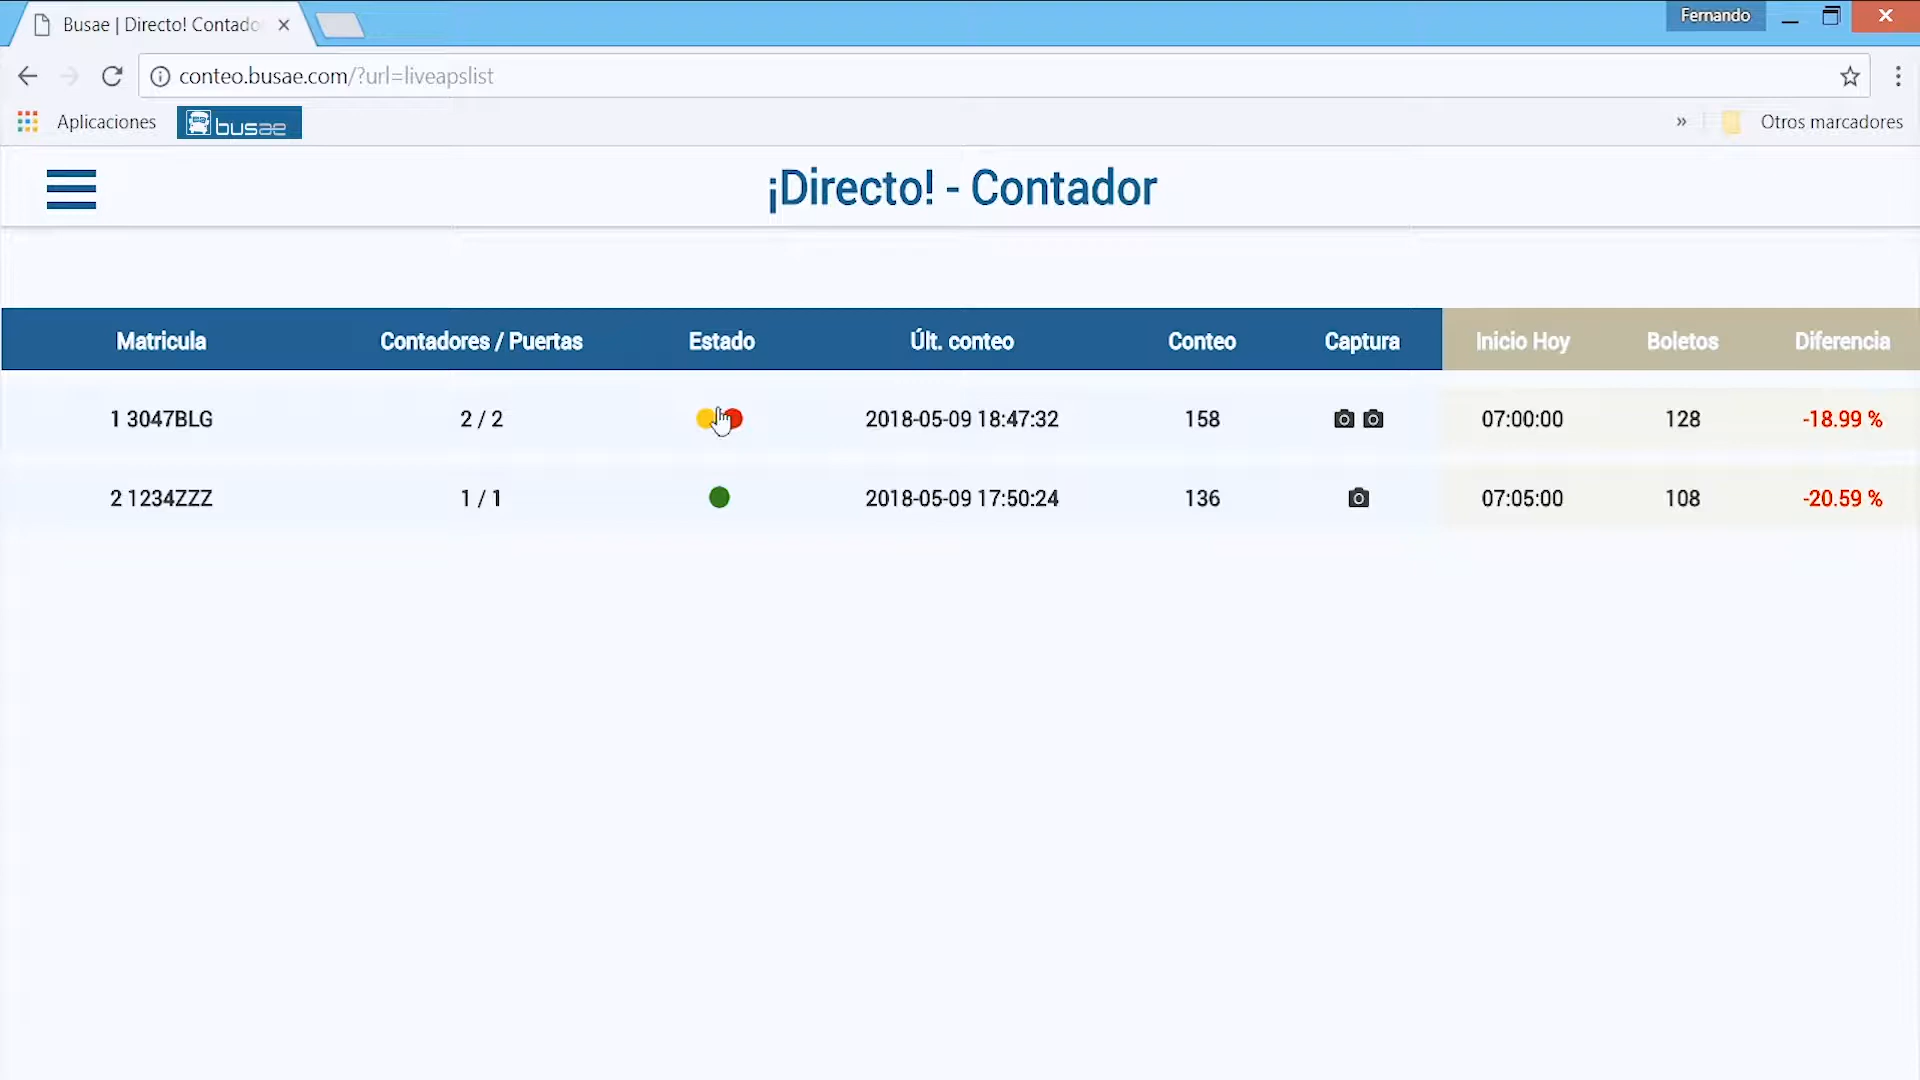 Busae | Directo! Contado
Fernando
conteo.busae.com/?url=liveapslist
Aplicaciones
busae
»
Otros marcadores
¡Directo! - Contador
Matricula Contadores / Puertas Estado Últ. conteo Conteo Captura Inicio Hoy Boletos Diferencia
1 3047BLG 2 / 2 2018-05-09 18:47:32 158 07:00:00 128 -18.99 %
2 1234ZZZ 1 / 1 2018-05-09 17:50:24 136 07:05:00 108 -20.59 %